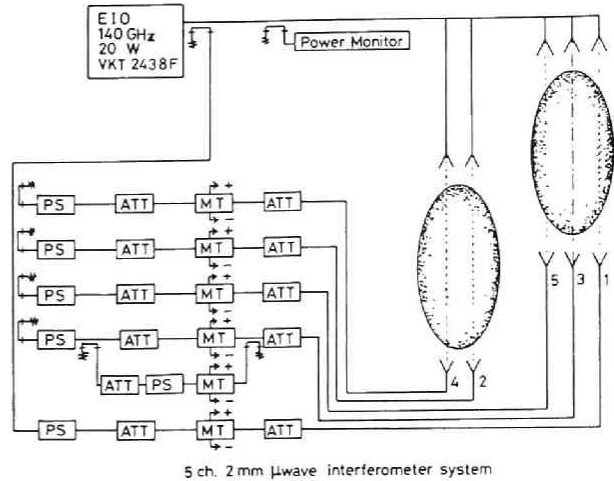 EIO
140 GHz
20 W
VKT 2438F
Power Monitor
PS ATT MT + - ATT
PS ATT MT + - ATT
PS ATT MT + - ATT
PS ATT MT + - ATT
ATT PS MT + -
PS ATT MT + - ATT
4 2
5 3 1
5 ch. 2mm μwave interferometer system